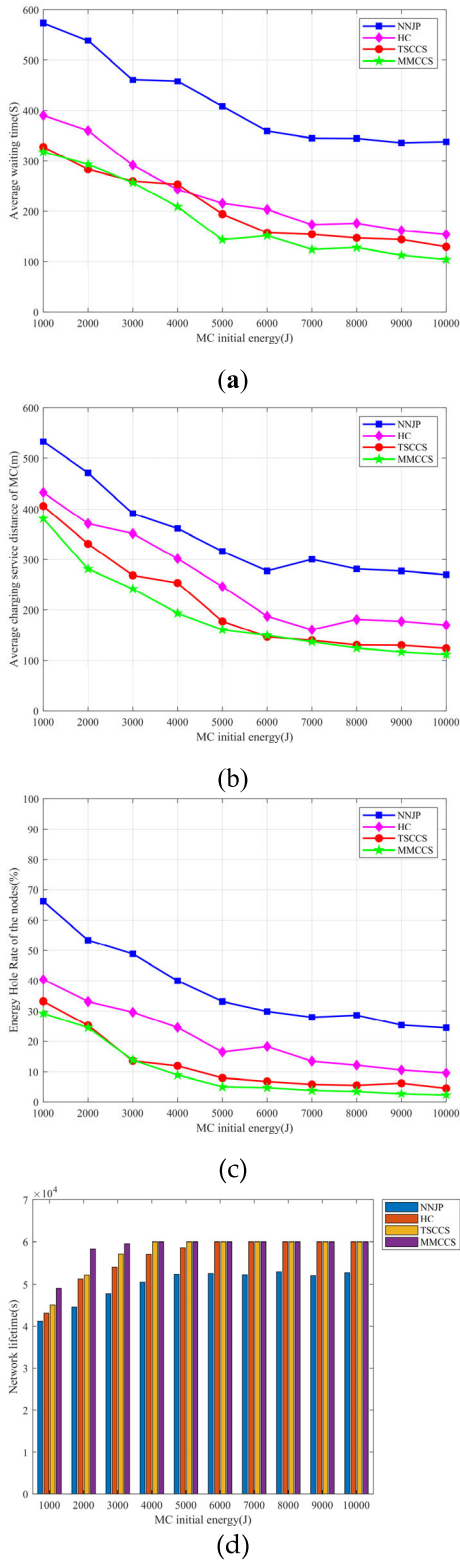 600
500
400
300
200
100
0
Average waiting time(S)
NNJP
HC
TSCCS
MMCCS
1000 2000 3000 4000 5000 6000 7000 8000 9000 10000
MC initial energy(J)
(a)
600
500
400
300
200
100
0
Average charging service distance of MC(m)
NNJP
HC
TSCCS
MMCCS
1000 2000 3000 4000 5000 6000 7000 8000 9000 10000
MC initial energy(J)
(b)
100
90
80
70
60
50
40
30
20
10
0
Energy Hole Rate of the nodes(%)
NNJP
HC
TSCCS
MMCCS
1000 2000 3000 4000 5000 6000 7000 8000 9000 10000
MC initial energy(J)
(c)
×10⁴
7
6
5
4
3
2
1
0
Network lifetime(s)
NNJP
HC
TSCCS
MMCCS
1000 2000 3000 4000 5000 6000 7000 8000 9000 10000
MC initial energy(J)
(d)